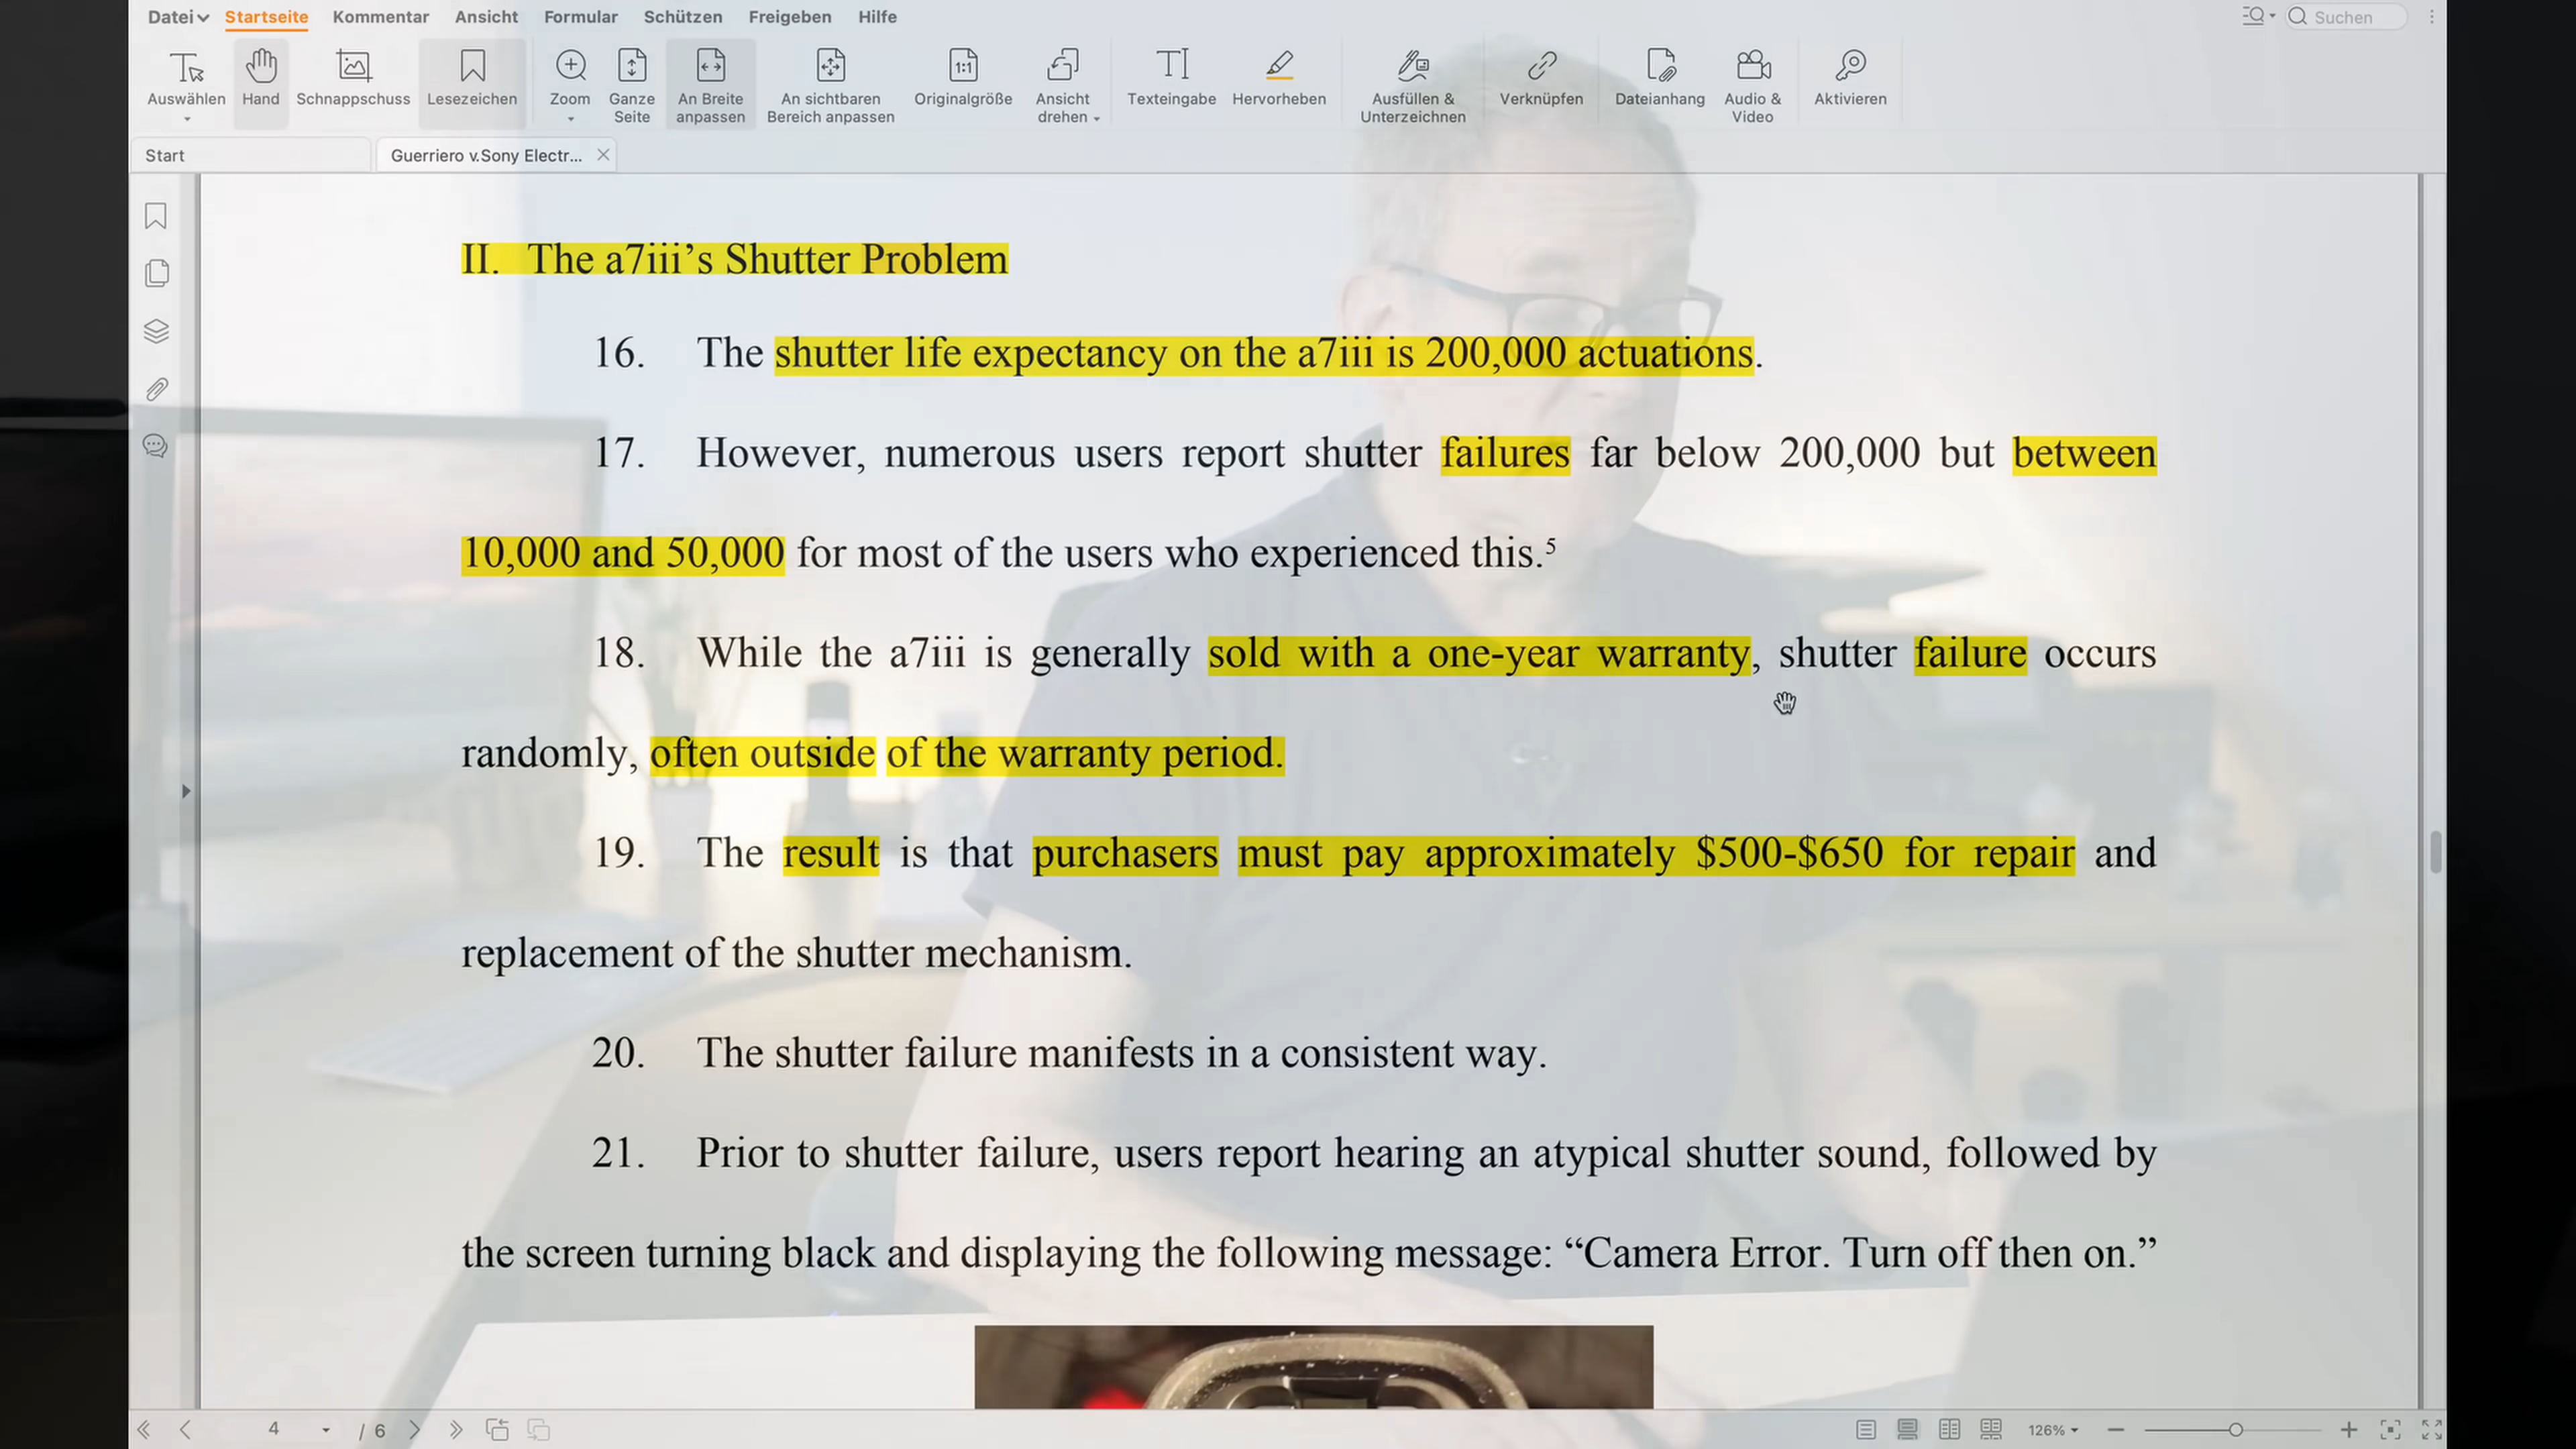 Datei Startseite Kommentar Ansicht Formular Schützen Freigeben Hilfe Suchen
Auswählen Hand Schnappschuss Lesezeichen Zoom Ganze Seite An Breite anpassen An sichtbaren Bereich anpassen 1:1 Originalgröße Ansicht drehen Texteingabe Hervorheben Ausfüllen & Unterzeichnen Verknüpfen Dateianhang Audio & Video Aktivieren
Start Guerriero v.Sony Electr...
II. The a7iii’s Shutter Problem
16. The shutter life expectancy on the a7iii is 200,000 actuations.
17. However, numerous users report shutter failures far below 200,000 but between
10,000 and 50,000 for most of the users who experienced this.5
18. While the a7iii is generally sold with a one-year warranty, shutter failure occurs
randomly, often outside of the warranty period.
19. The result is that purchasers must pay approximately $500-$650 for repair and
replacement of the shutter mechanism.
20. The shutter failure manifests in a consistent way.
21. Prior to shutter failure, users report hearing an atypical shutter sound, followed by
the screen turning black and displaying the following message: “Camera Error. Turn off then on.”
4 / 6 126%